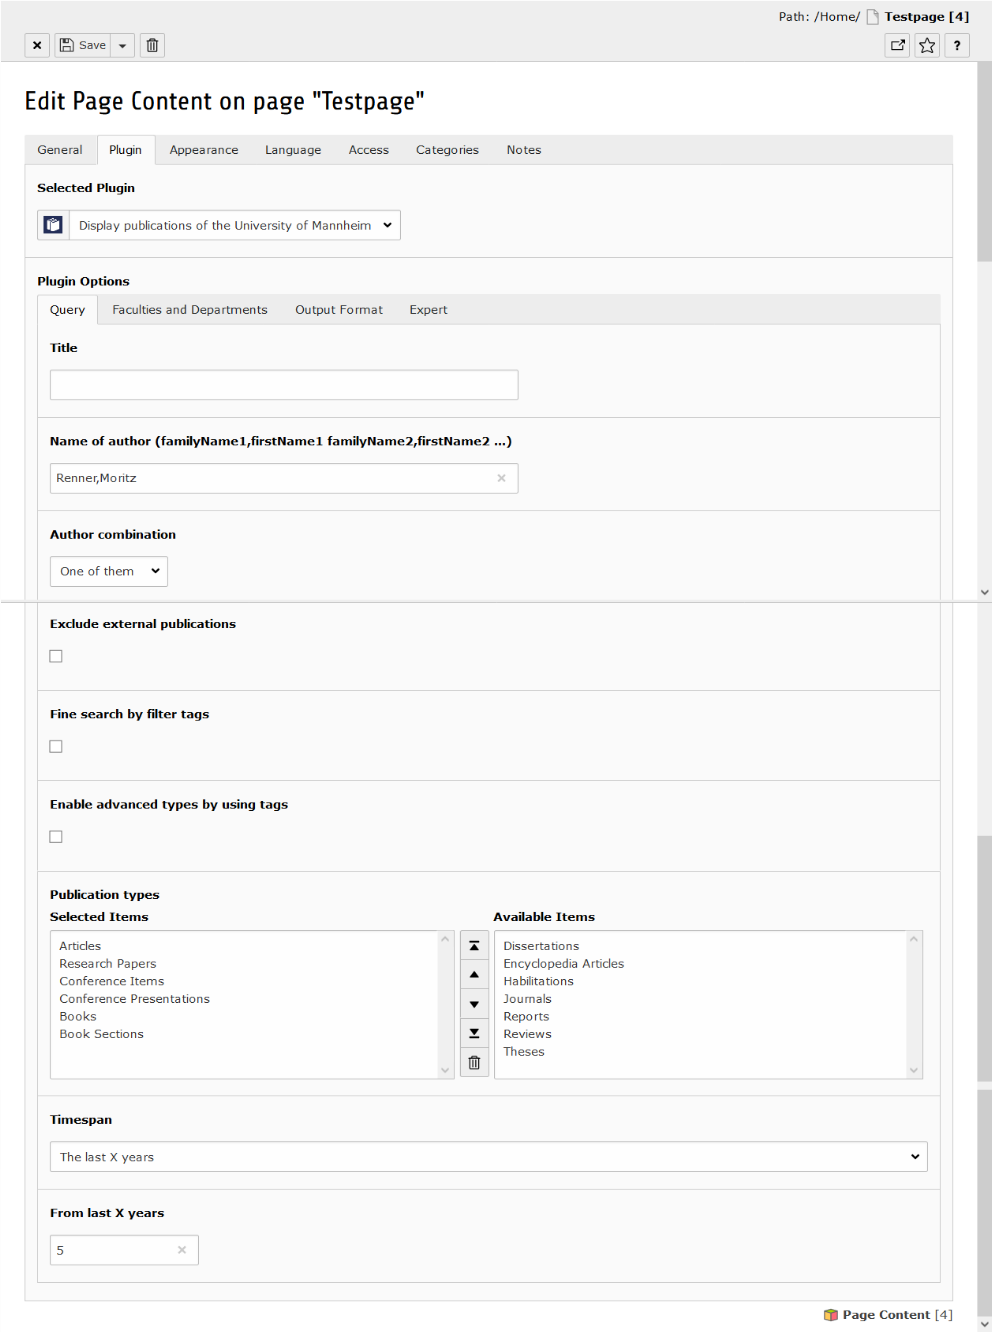 Path: /Home/ Testpage [4]
Save
?
Edit Page Content on page "Testpage"
General Plugin Appearance Language Access Categories Notes
Selected Plugin
Display publications of the University of Mannheim
Plugin Options
Query Faculties and Departments Output Format Expert
Title
Name of author (familyName1,firstName1 familyName2,firstName2 ...)
Renner,Moritz
Author combination
One of them
Exclude external publications
Fine search by filter tags
Enable advanced types by using tags
Publication types
Selected Items Available Items
Articles Dissertations
Research Papers Encyclopedia Articles
Conference Items Habilitations
Conference Presentations Journals
Books Reports
Book Sections Reviews
Theses
Timespan
The last X years
From last X years
5
Page Content [4]